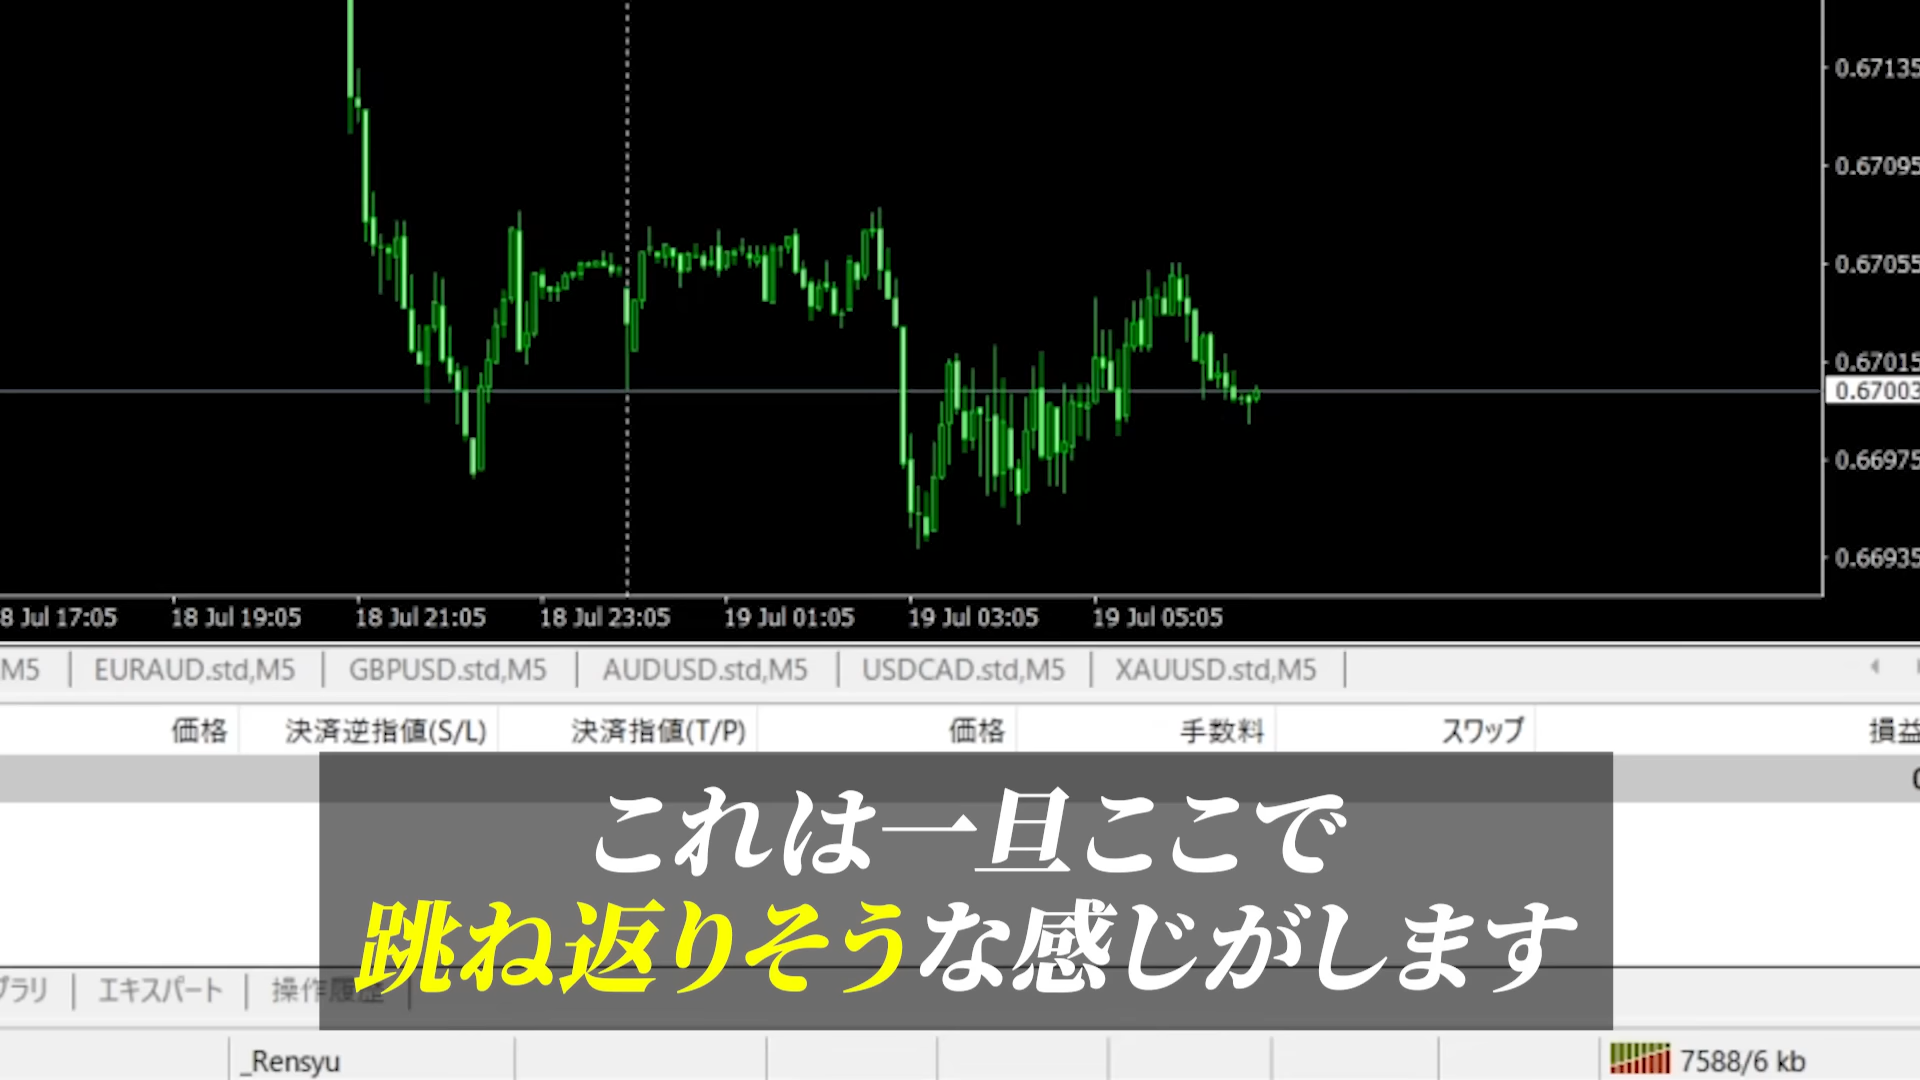 0.67135
0.67095
0.67055
0.67015
0.67003
0.66975
0.66935
8 Jul 17:05 18 Jul 19:05 18 Jul 21:05 18 Jul 23:05 19 Jul 01:05 19 Jul 03:05 19 Jul 05:05
M5 EURAUD.std,M5 GBPUSD.std,M5 AUDUSD.std,M5 USDCAD.std,M5 XAUUSD.std,M5
価格 決済逆指値(S/L) 決済指値(T/P) 価格 手数料 スワップ 損益
これは一旦ここで
跳ね返りそうな感じがします
ブラリ エキスパート 操作履歴
_Rensyu 7588/6 kb